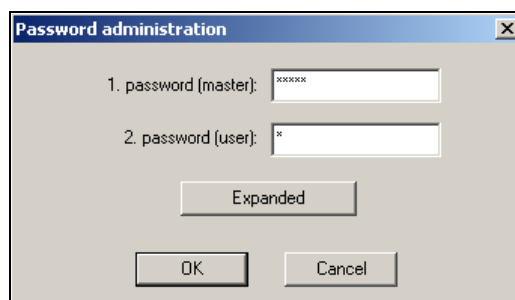 Password administration
1. password (master): *****
2. password (user): *
Expanded
OK Cancel